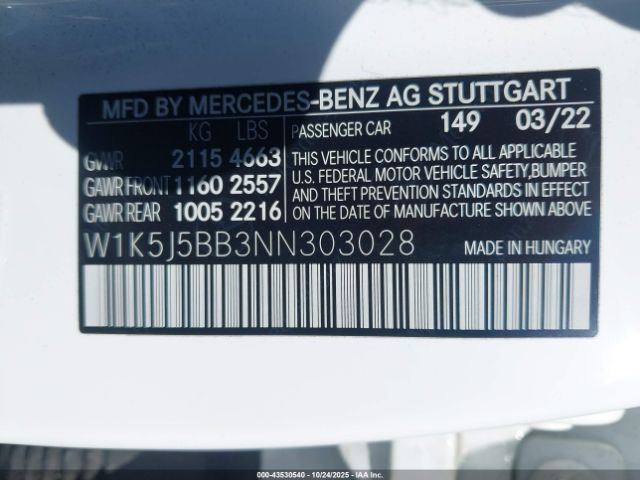 MFD BY MERCEDES-BENZ AG STUTTGART
KG LBS PASSENGER CAR 149 03/22
GVWR 2115 4663
GAWR FRONT 1160 2557
GAWR REAR 1005 2216
THIS VEHICLE CONFORMS TO ALL APPLICABLE
U.S. FEDERAL MOTOR VEHICLE SAFETY, BUMPER
AND THEFT PREVENTION STANDARDS IN EFFECT
ON THE DATE OF MANUFACTURE SHOWN ABOVE
W1K5J5BB3NN303028 MADE IN HUNGARY
000-43530540 - 10/24/2025 - IAA Inc.